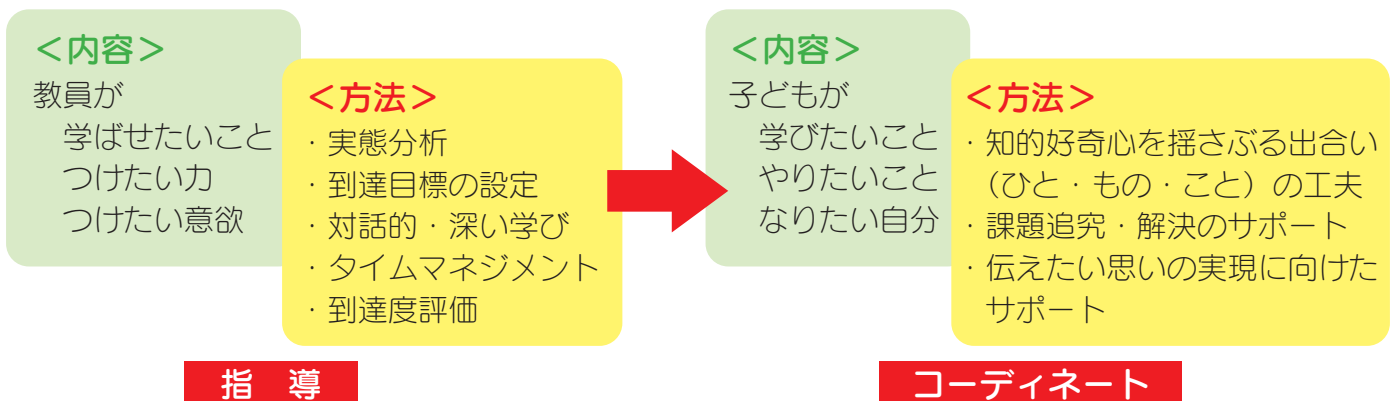 ＜内容＞
教員が
学ばせたいこと
つけたい力
つけたい意欲
＜方法＞
・実態分析
・到達目標の設定
・対話的・深い学び
・タイムマネジメント
・到達度評価
指　導
＜内容＞
子どもが
学びたいこと
やりたいこと
なりたい自分
＜方法＞
・知的好奇心を揺さぶる出合い
（ひと・もの・こと）の工夫
・課題追究・解決のサポート
・伝えたい思いの実現に向けた
サポート
コーディネート